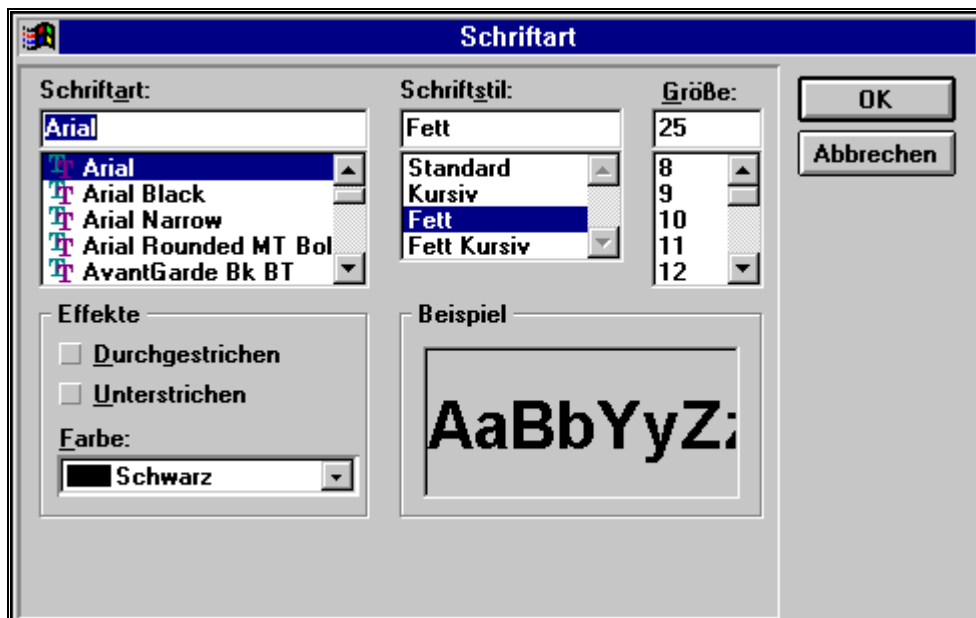 Schriftart
Schriftart:
Arial
Arial
Arial Black
Arial Narrow
Arial Rounded MT Bol
AvantGarde Bk BT
Schriftstil:
Fett
Standard
Kursiv
Fett
Fett Kursiv
Größe:
25
8
9
10
11
12
OK
Abbrechen
Effekte
Durchgestrichen
Unterstrichen
Farbe:
Schwarz
Beispiel
AaBbYyZz